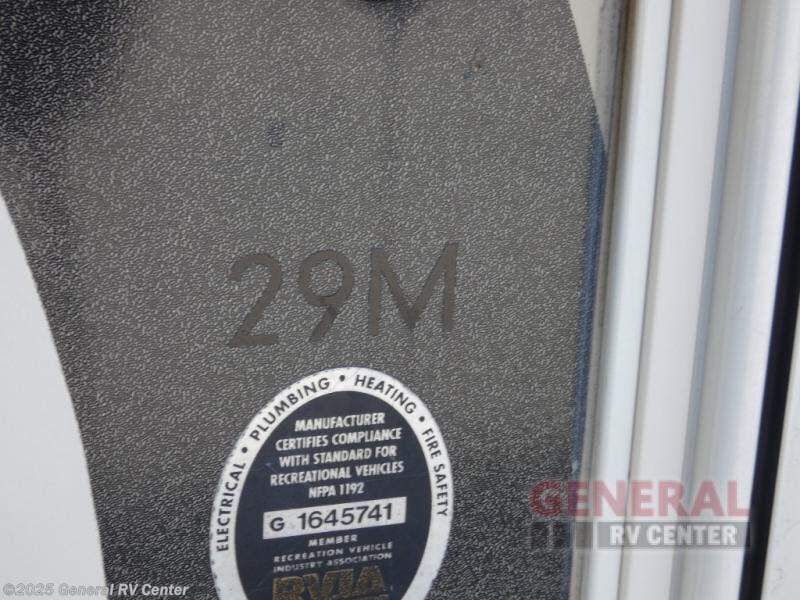 29M
ELECTRICAL • PLUMBING • HEATING • FIRE SAFETY
MANUFACTURER
CERTIFIES COMPLIANCE
WITH STANDARD FOR
RECREATIONAL VEHICLES
NFPA 1192
G 1645741
MEMBER
RECREATION VEHICLE
INDUSTRY ASSOCIATION
RVIA
GENERAL
RV CENTER
©2025 General RV Center